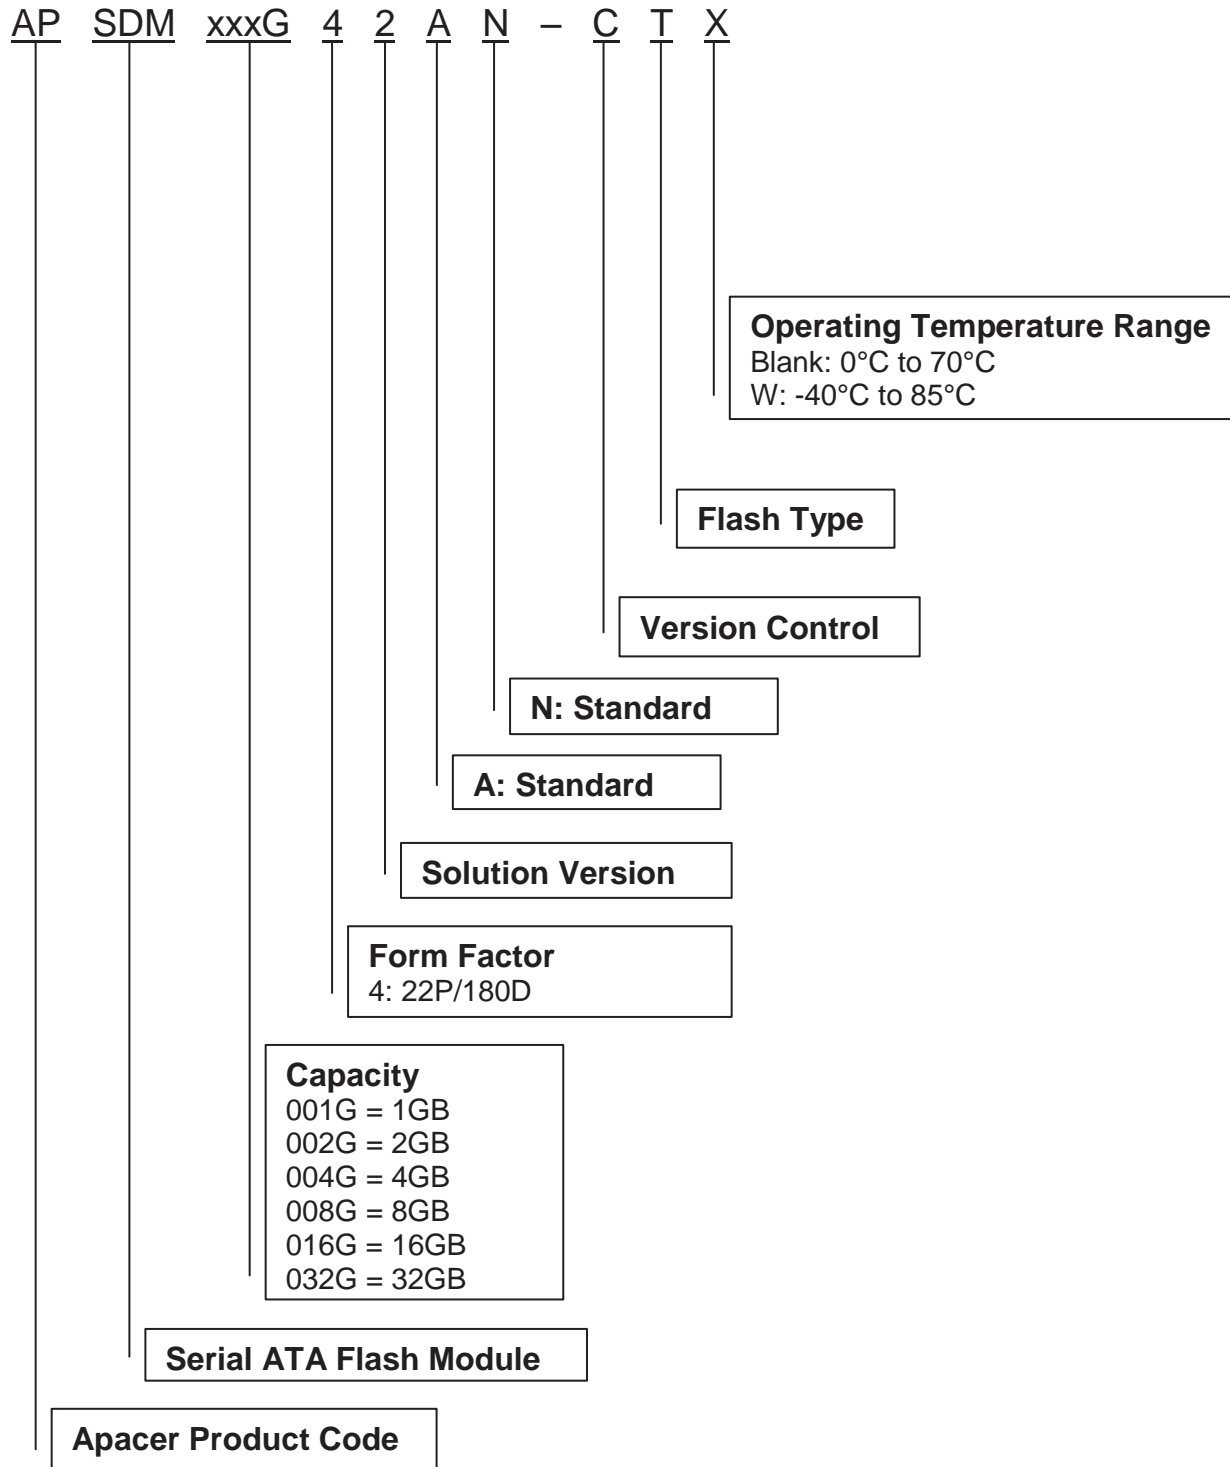 AP SDM xxxG 4 2 A N – C T X
Operating Temperature Range
Blank: 0°C to 70°C
W: -40°C to 85°C
Flash Type
Version Control
N: Standard
A: Standard
Solution Version
Form Factor
4: 22P/180D
Capacity
001G = 1GB
002G = 2GB
004G = 4GB
008G = 8GB
016G = 16GB
032G = 32GB
Serial ATA Flash Module
Apacer Product Code